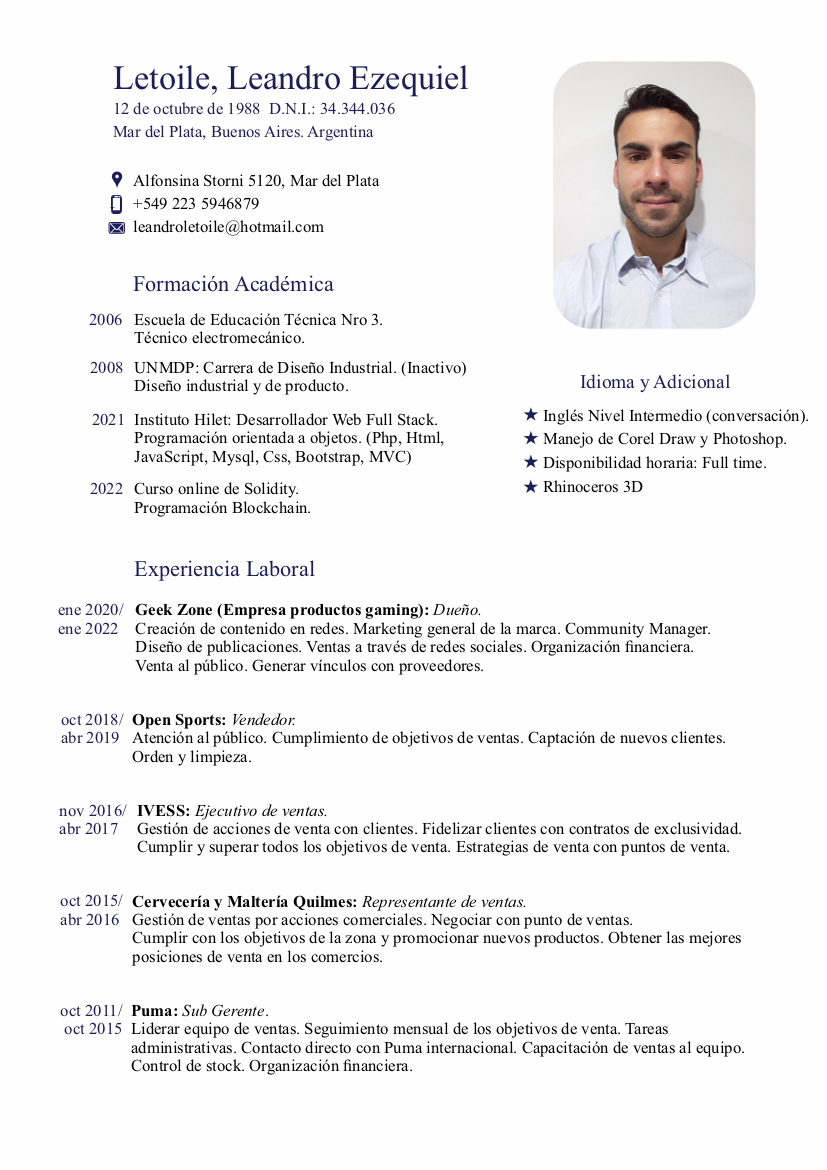 Letoile, Leandro Ezequiel
12 de octubre de 1988 D.N.I.: 34.344.036
Mar del Plata, Buenos Aires. Argentina
Alfonsina Storni 5120, Mar del Plata
+549 223 5946879
leandroletoile@hotmail.com
Formación Académica
2006 Escuela de Educación Técnica Nro 3.
Técnico electromecánico.
2008 UNMDP: Carrera de Diseño Industrial. (Inactivo)
Diseño industrial y de producto.
2021 Instituto Hilet: Desarrollador Web Full Stack.
Programación orientada a objetos. (Php, Html,
JavaScript, Mysql, Css, Bootstrap, MVC)
2022 Curso online de Solidity.
Programación Blockchain.
Idioma y Adicional
Inglés Nivel Intermedio (conversación).
Manejo de Corel Draw y Photoshop.
Disponibilidad horaria: Full time.
Rhinoceros 3D
Experiencia Laboral
ene 2020/ Geek Zone (Empresa productos gaming): Dueño.
ene 2022 Creación de contenido en redes. Marketing general de la marca. Community Manager.
Diseño de publicaciones. Ventas a través de redes sociales. Organización financiera.
Venta al público. Generar vínculos con proveedores.
oct 2018/ Open Sports: Vendedor.
abr 2019 Atención al público. Cumplimiento de objetivos de ventas. Captación de nuevos clientes.
Orden y limpieza.
nov 2016/ IVESS: Ejecutivo de ventas.
abr 2017 Gestión de acciones de venta con clientes. Fidelizar clientes con contratos de exclusividad.
Cumplir y superar todos los objetivos de venta. Estrategias de venta con puntos de venta.
oct 2015/ Cervecería y Maltería Quilmes: Representante de ventas.
abr 2016 Gestión de ventas por acciones comerciales. Negociar con punto de ventas.
Cumplir con los objetivos de la zona y promocionar nuevos productos. Obtener las mejores
posiciones de venta en los comercios.
oct 2011/ Puma: Sub Gerente.
oct 2015 Liderar equipo de ventas. Seguimiento mensual de los objetivos de venta. Tareas
administrativas. Contacto directo con Puma internacional. Capacitación de ventas al equipo.
Control de stock. Organización financiera.